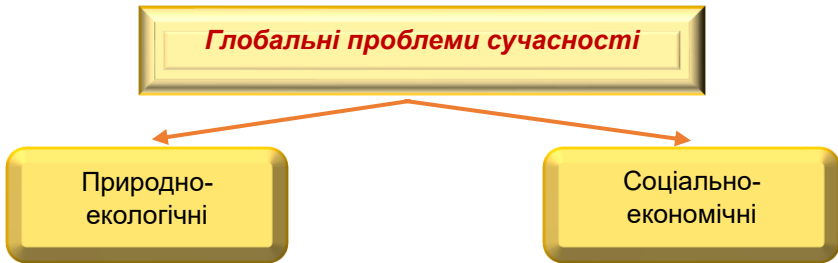 Глобальні проблеми сучасності
Природно-
екологічні
Соціально-
економічні